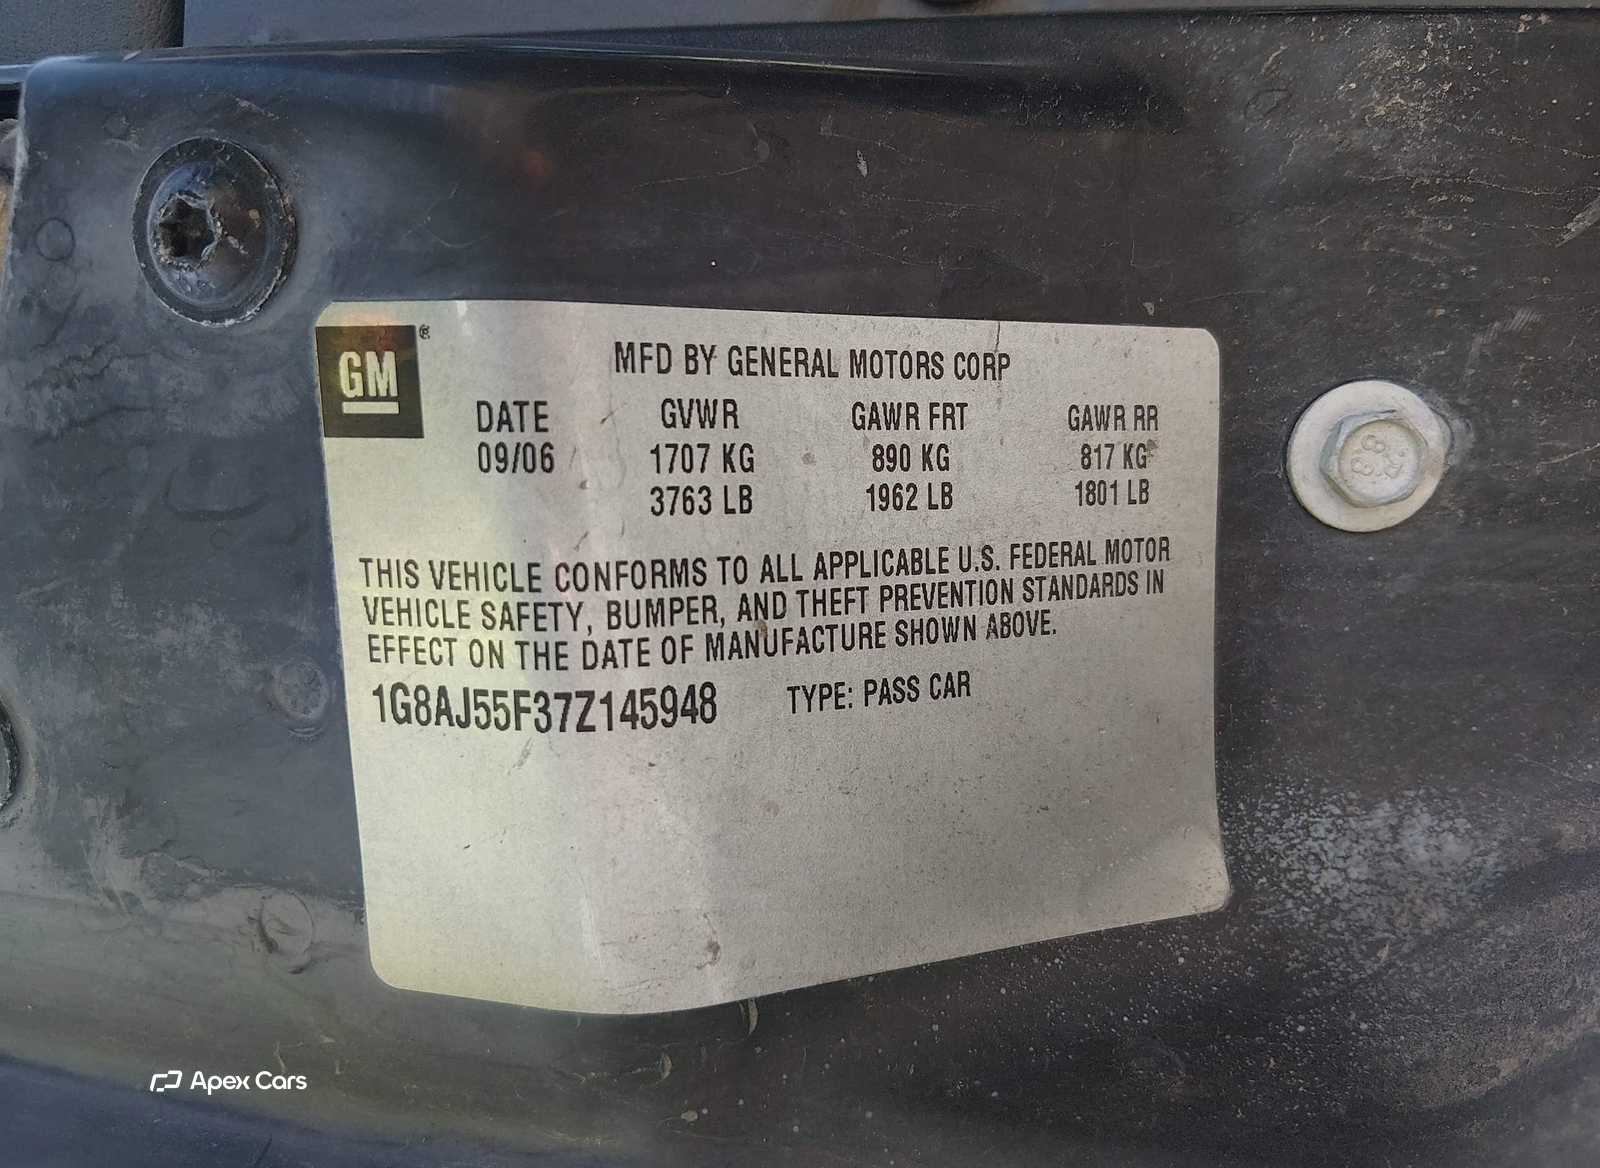 GM ®
MFD BY GENERAL MOTORS CORP
DATE GVWR GAWR FRT GAWR RR
09/06 1707 KG 890 KG 817 KG
3763 LB 1962 LB 1801 LB
THIS VEHICLE CONFORMS TO ALL APPLICABLE U.S. FEDERAL MOTOR
VEHICLE SAFETY, BUMPER, AND THEFT PREVENTION STANDARDS IN
EFFECT ON THE DATE OF MANUFACTURE SHOWN ABOVE.
1G8AJ55F37Z145948 TYPE: PASS CAR
Apex Cars